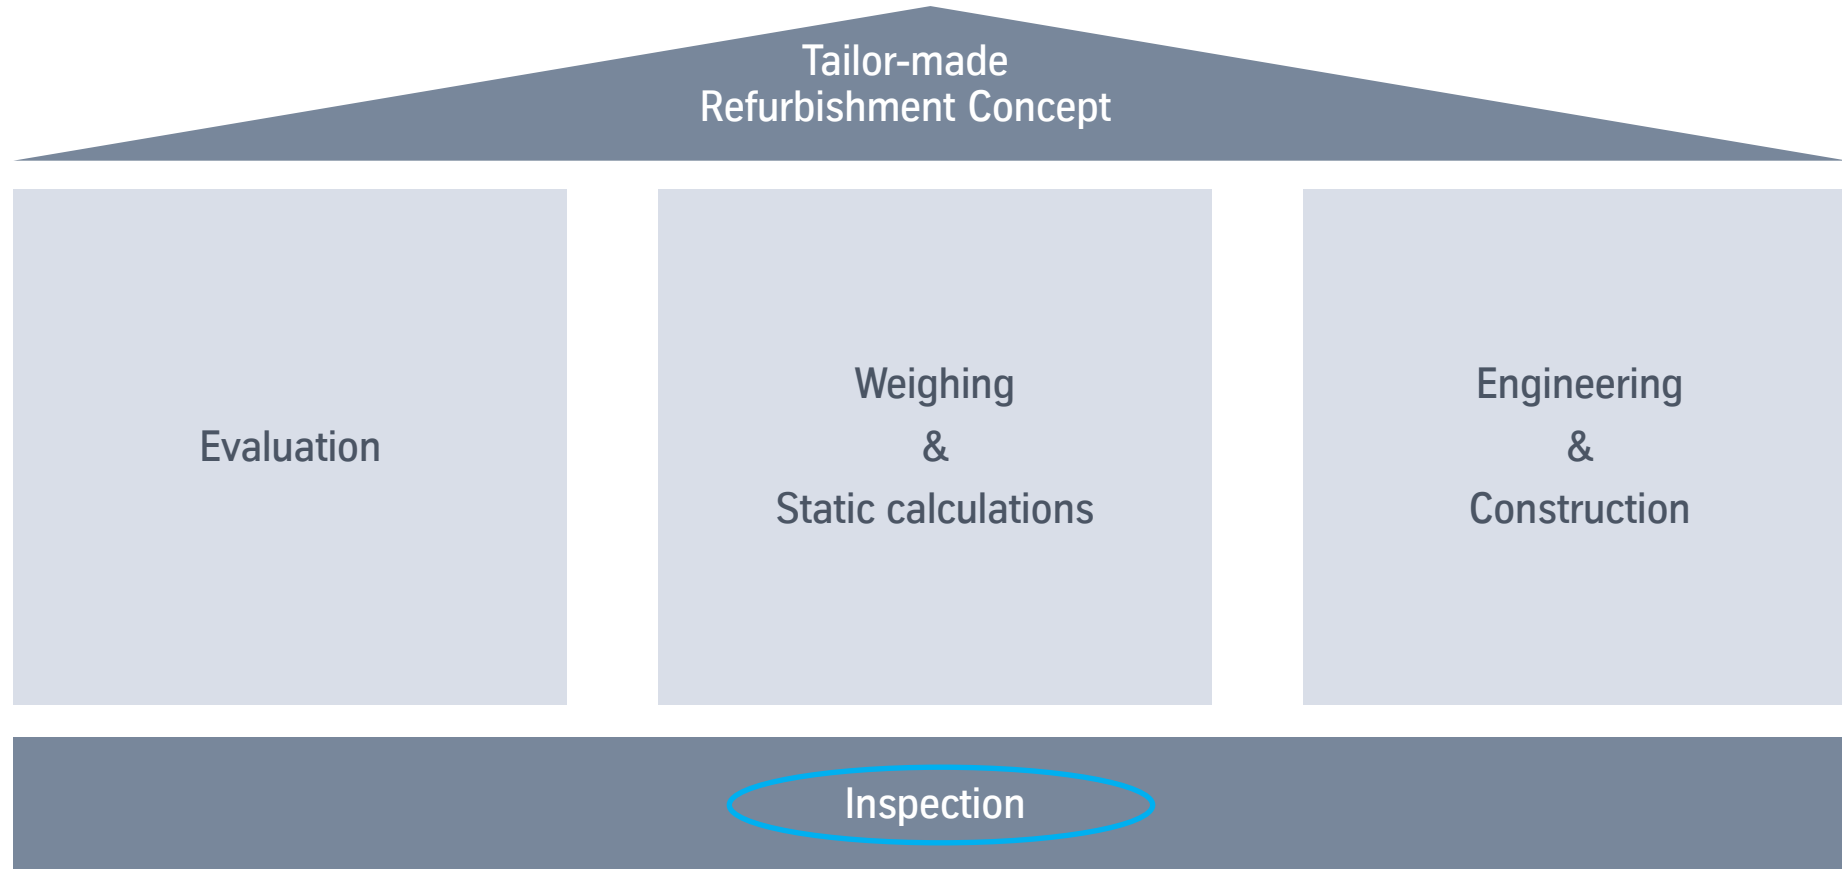 Tailor-made
Refurbishment Concept
Evaluation
Weighing
&
Static calculations
Engineering
&
Construction
Inspection